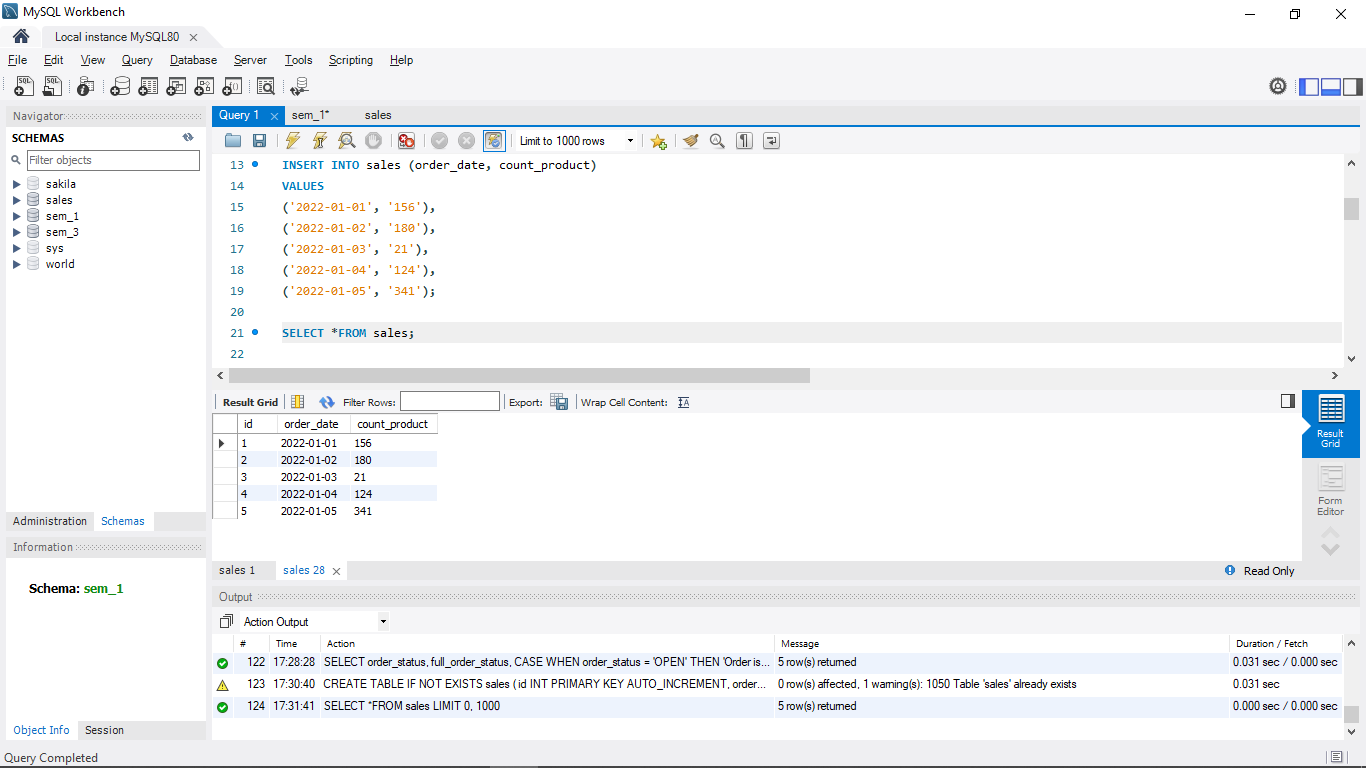 MySQL Workbench
Local instance MySQL80
File Edit View Query Database Server Tools Scripting Help
Navigator
SCHEMAS
Filter objects
sakila
sales
sem_1
sem_3
sys
world
Administration Schemas
Information
Schema: sem_1
Object Info Session
Query 1 sem_1* sales
Limit to 1000 rows
13 INSERT INTO sales (order_date, count_product)
14 VALUES
15 ('2022-01-01', '156'),
16 ('2022-01-02', '180'),
17 ('2022-01-03', '21'),
18 ('2022-01-04', '124'),
19 ('2022-01-05', '341');
20
21 SELECT *FROM sales;
22
Result Grid Filter Rows: Export: Wrap Cell Content:
id order_date count_product
1 2022-01-01 156
2 2022-01-02 180
3 2022-01-03 21
4 2022-01-04 124
5 2022-01-05 341
Result
Grid
Form
Editor
sales 1 sales 28 Read Only
Output
Action Output
# Time Action Message Duration / Fetch
122 17:28:28 SELECT order_status, full_order_status, CASE WHEN order_status = 'OPEN' THEN 'Order is... 5 row(s) returned 0.031 sec / 0.000 sec
123 17:30:40 CREATE TABLE IF NOT EXISTS sales ( id INT PRIMARY KEY AUTO_INCREMENT, order... 0 row(s) affected, 1 warning(s): 1050 Table 'sales' already exists 0.031 sec
124 17:31:41 SELECT *FROM sales LIMIT 0, 1000 5 row(s) returned 0.000 sec / 0.000 sec
Query Completed